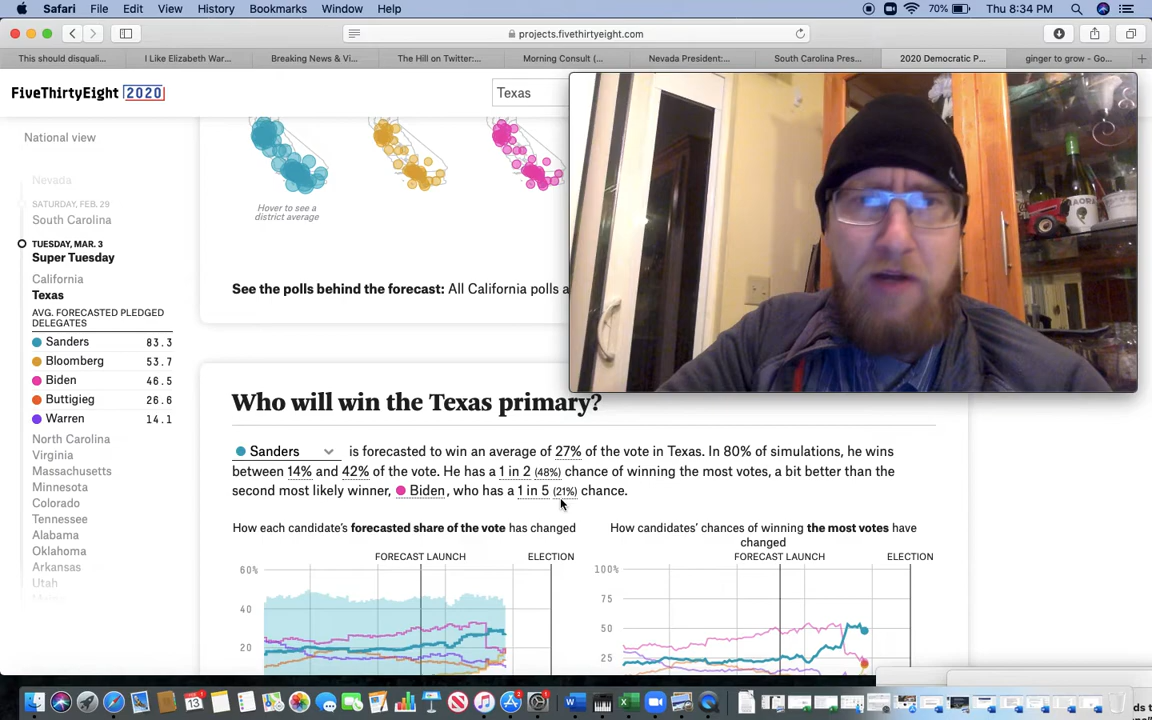 Safari File Edit View History Bookmarks Window Help
70% Thu 8:34 PM
projects.fivethirtyeight.com
This should disquali... I Like Elizabeth War... Breaking News & Vi... The Hill on Twitter:... Morning Consult (... Nevada President:... South Carolina Pres... 2020 Democratic P... ginger to grow - Go...
FiveThirtyEight 2020
Texas
National view
Nevada
SATURDAY, FEB. 29
South Carolina
TUESDAY, MAR. 3
Super Tuesday
California
Texas
AVG. FORECASTED PLEDGED
DELEGATES
Sanders 83.3
Bloomberg 53.7
Biden 46.5
Buttigieg 26.6
Warren 14.1
North Carolina
Virginia
Massachusetts
Minnesota
Colorado
Tennessee
Alabama
Oklahoma
Arkansas
Utah
Hover to see a
district average
See the polls behind the forecast: All California polls a
Who will win the Texas primary?
Sanders is forecasted to win an average of 27% of the vote in Texas. In 80% of simulations, he wins
between 14% and 42% of the vote. He has a 1 in 2 (48%) chance of winning the most votes, a bit better than the
second most likely winner, Biden, who has a 1 in 5 (21%) chance.
How each candidate's forecasted share of the vote has changed
FORECAST LAUNCH ELECTION
60%
40
20
How candidates' chances of winning the most votes have
changed
FORECAST LAUNCH ELECTION
100%
75
50
25